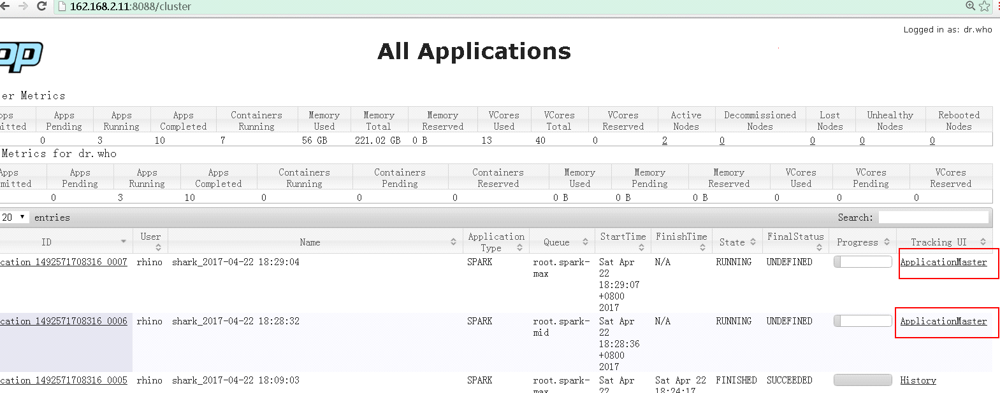 162.168.2.11:8088/cluster
Logged in as: dr.who
op
All Applications
er Metrics
pps Apps Apps Apps Containers Memory Memory Memory VCores VCores VCores Active Decommissioned Lost Unhealthy Rebooted
itted Pending Running Completed Running Used Total Reserved Used Total Reserved Nodes Nodes Nodes Nodes Nodes
0 3 10 7 56 GB 221.02 GB 0 B 13 40 0 2 0 0 0 0
Metrics for dr.who
Apps Apps Apps Apps Containers Containers Containers Memory Memory Memory VCores VCores VCores
mitted Pending Running Completed Running Pending Reserved Used Pending Reserved Used Pending Reserved
0 3 10 0 0 0 0 B 0 B 0 B 0 0 0
20 entries Search:
ID User Name Application Type Queue StartTime FinishTime State FinalStatus Progress Tracking UI
cation_1492571708316_0007 rhino shark_2017-04-22 18:29:04 SPARK root.spark- Sat Apr N/A RUNNING UNDEFINED ApplicationMaster
max 22
18:29:07
+0800
2017
cation_1492571708316_0006 rhino shark_2017-04-22 18:28:32 SPARK root.spark- Sat Apr N/A RUNNING UNDEFINED ApplicationMaster
mid 22
18:28:36
+0800
2017
cation_1492571708316_0005 rhino shark_2017-04-22 18:09:03 SPARK root.spark- Sat Apr Sat Apr 22 FINISHED SUCCEEDED History
max 22 18:24:17